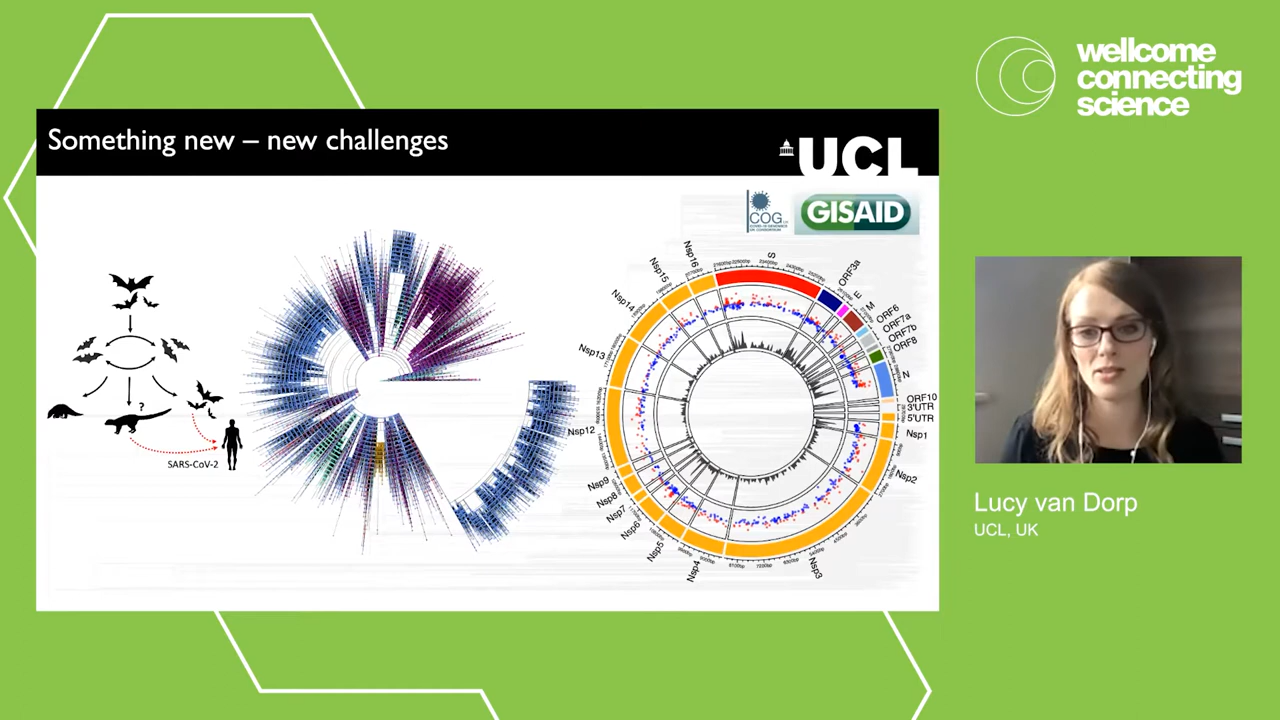 wellcome
connecting
science
Something new – new challenges
UCL
COG
GISAID
?
SARS-CoV-2
S
ORF3a
E
M
ORF6
ORF7a
ORF7b
ORF8
N
ORF10
3'UTR
5'UTR
Nsp1
Nsp2
Nsp3
Nsp4
Nsp5
Nsp6
Nsp7
Nsp8
Nsp9
Nsp12
Nsp13
Nsp14
Nsp15
Nsp16
Lucy van Dorp
UCL, UK